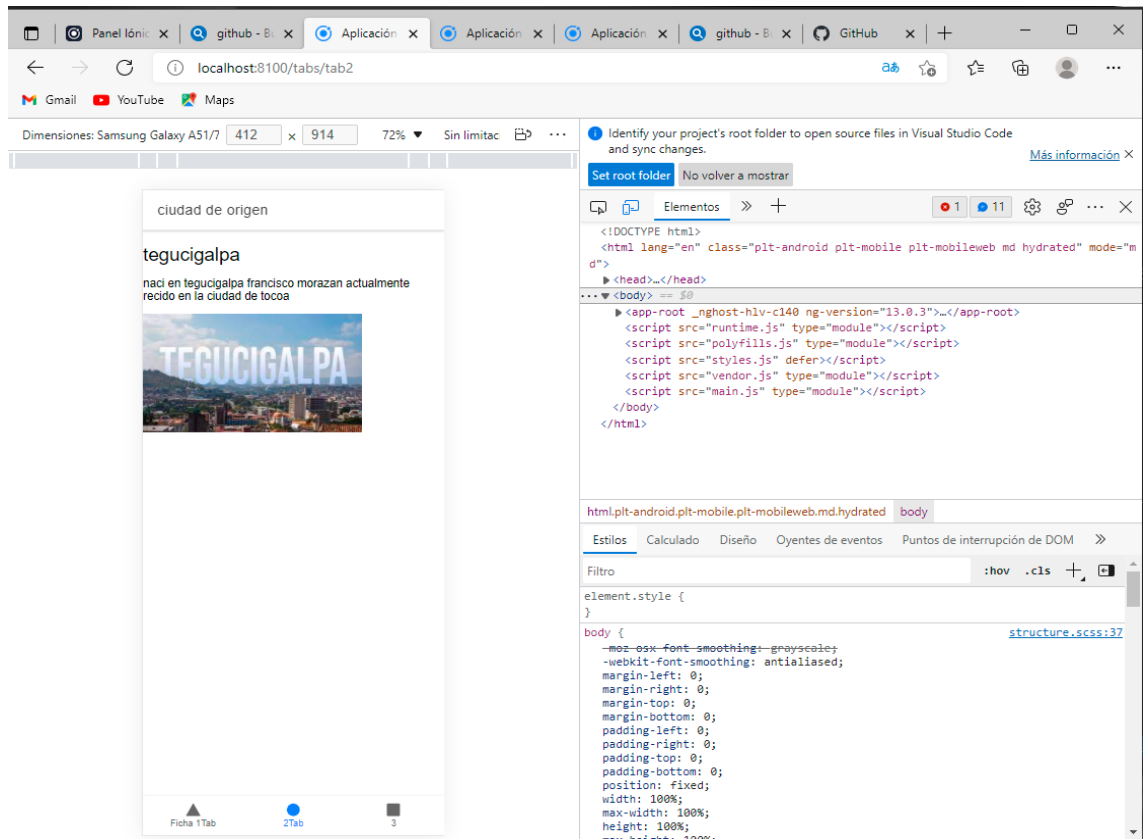 Panel Iónic
github - Bu
Aplicación
Aplicación
Aplicación
github - Bu
GitHub
localhost:8100/tabs/tab2
Gmail YouTube Maps
Dimensiones: Samsung Galaxy A51/7 412 x 914 72% ▼ Sin limitac
ciudad de origen
tegucigalpa
naci en tegucigalpa francisco morazan actualmente
recido en la ciudad de tocoa
TEGUCIGALPA
Ficha 1Tab 2Tab 3
Identify your project's root folder to open source files in Visual Studio Code
and sync changes.
Más información
Set root folder No volver a mostrar
Elementos 1 11
<!DOCTYPE html>
<html lang="en" class="plt-android plt-mobile plt-mobileweb md hydrated" mode="m
d">
<head>…</head>
<body> == $0
<app-root _nghost-hlv-c140 ng-version="13.0.3">…</app-root>
<script src="runtime.js" type="module"></script>
<script src="polyfills.js" type="module"></script>
<script src="styles.js" defer></script>
<script src="vendor.js" type="module"></script>
<script src="main.js" type="module"></script>
</body>
</html>
html.plt-android.plt-mobile.plt-mobileweb.md.hydrated body
Estilos Calculado Diseño Oyentes de eventos Puntos de interrupción de DOM
Filtro :hov .cls
element.style {
}
body { structure.scss:37
-moz-osx-font-smoothing: grayscale;
-webkit-font-smoothing: antialiased;
margin-left: 0;
margin-right: 0;
margin-top: 0;
margin-bottom: 0;
padding-left: 0;
padding-right: 0;
padding-top: 0;
padding-bottom: 0;
position: fixed;
width: 100%;
max-width: 100%;
height: 100%;
max-height: 100%;